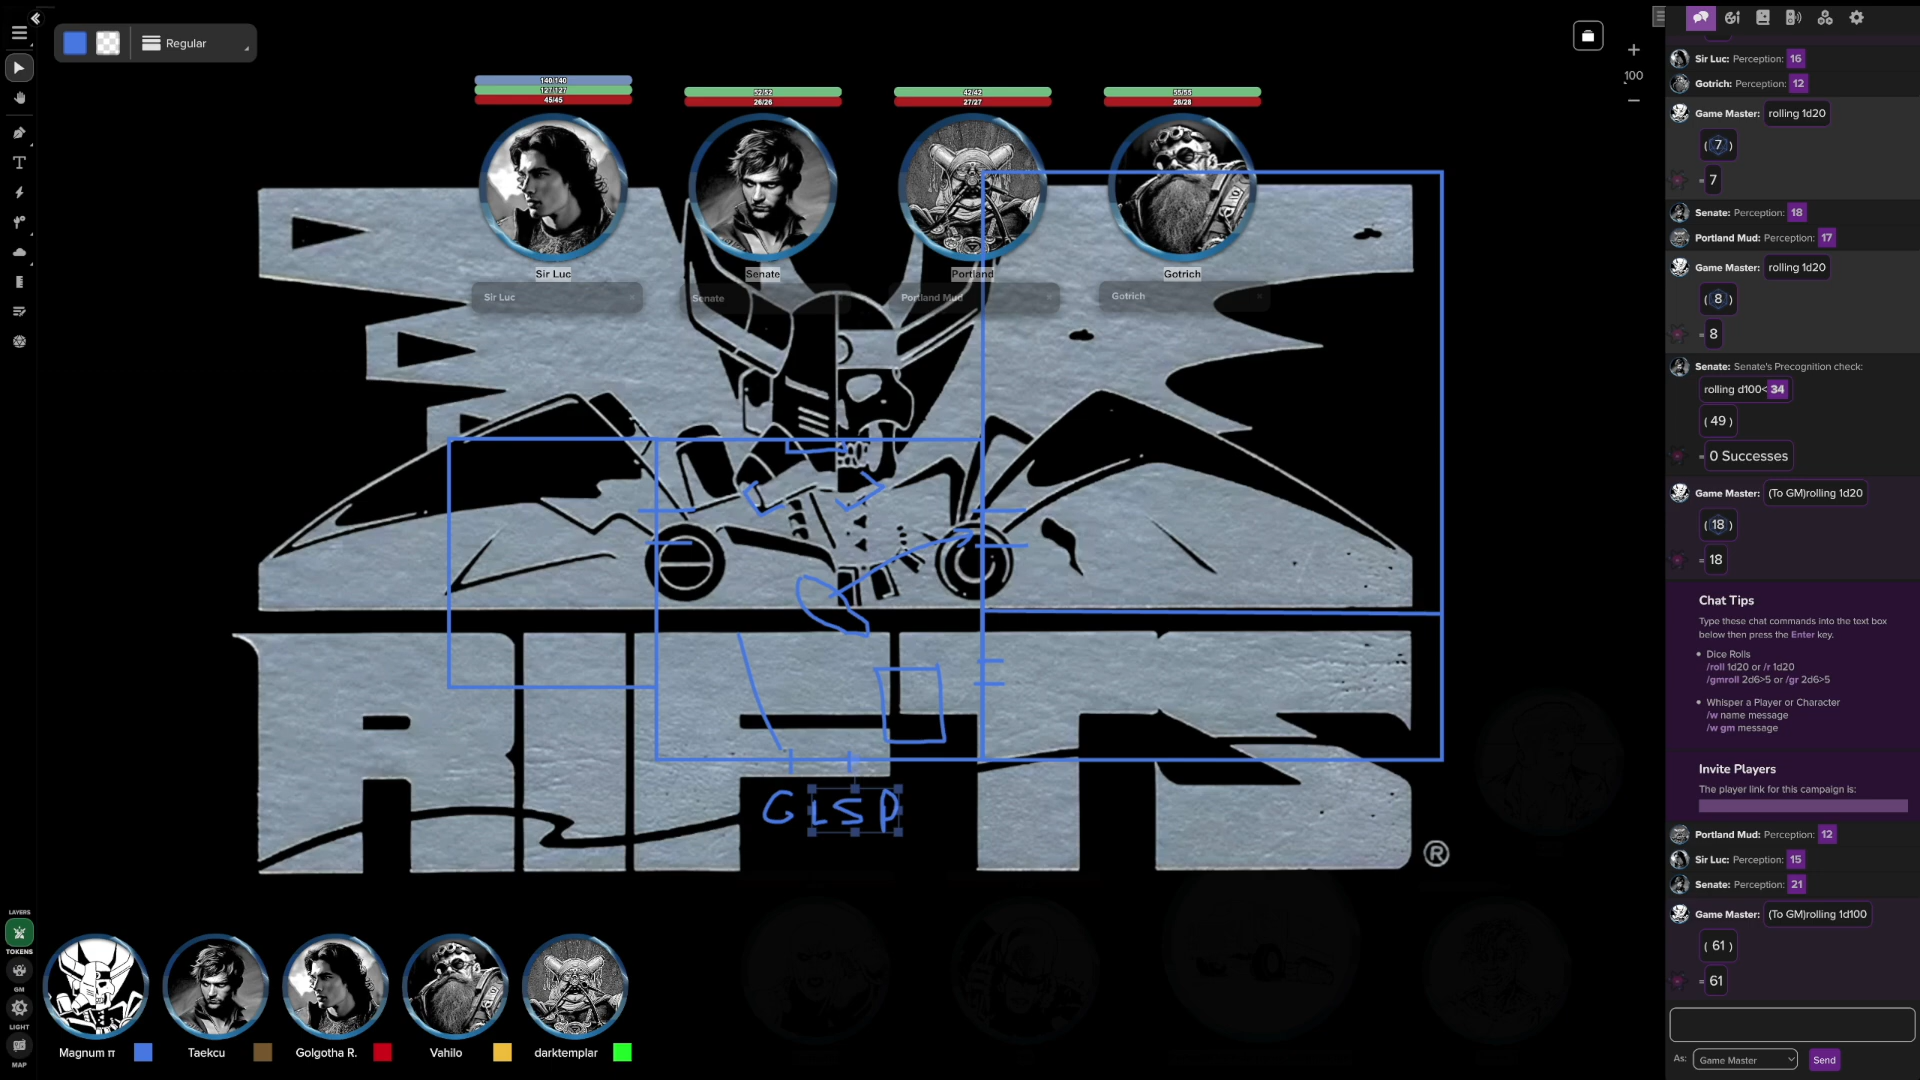 Regular
100
140/140
127/127
45/45
52/52
26/26
42/42
27/27
55/55
28/28
Sir Luc
Senate
Portland
Gotrich
Sir Luc
Senate
Portland Mud
Gotrich
RIFTS®
G L S P
LAYERS
TOKENS
GM
LIGHT
MAP
Magnum
Taekcu
Golgotha R.
Vahilo
darktemplar
Sir Luc: Perception: 16
Gotrich: Perception: 12
Game Master: rolling 1d20
( 7 )
= 7
Senate: Perception: 18
Portland Mud: Perception: 17
Game Master: rolling 1d20
( 8 )
= 8
Senate: Senate's Precognition check:
rolling d100<34
( 49 )
= 0 Successes
Game Master: (To GM)rolling 1d20
( 18 )
= 18
Chat Tips
Type these chat commands into the text box
below then press the Enter key.
• Dice Rolls
/roll 1d20 or /r 1d20
/gmroll 2d6>5 or /gr 2d6>5
• Whisper a Player or Character
/w name message
/w gm message
Invite Players
The player link for this campaign is:
Portland Mud: Perception: 12
Sir Luc: Perception: 15
Senate: Perception: 21
Game Master: (To GM)rolling 1d100
( 61 )
= 61
As: Game Master Send